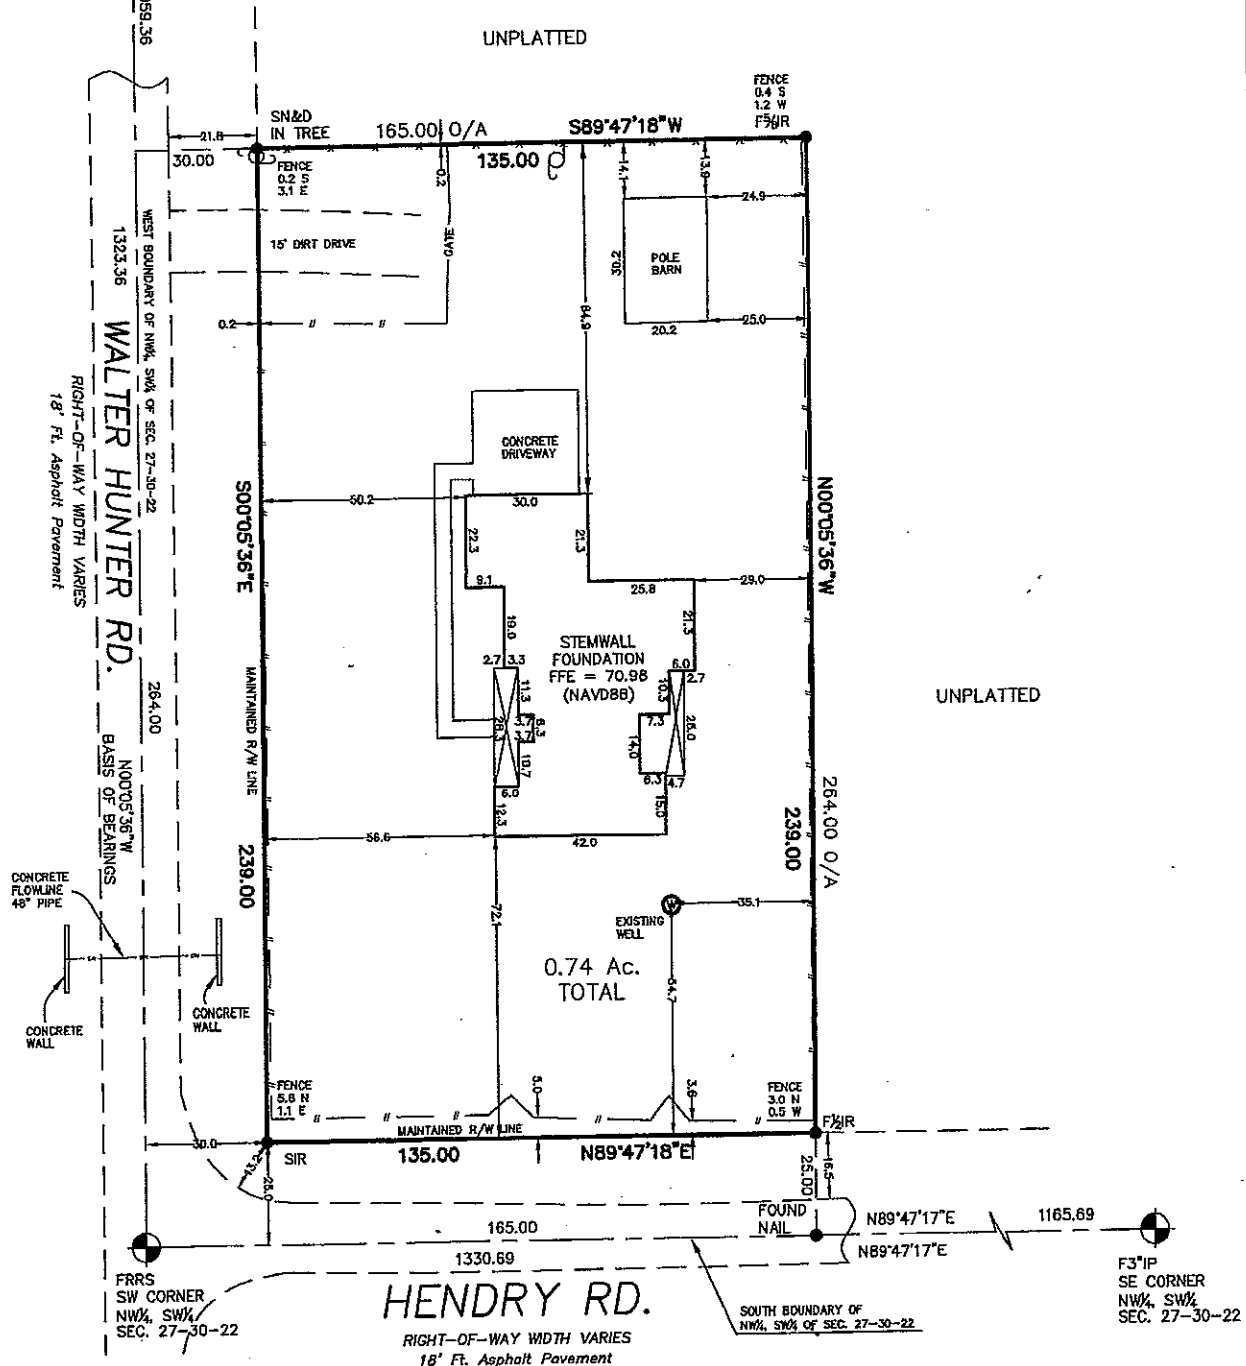 059.36
UNPLATTED
FENCE
0.4 S
1.2 W
F⅝IR
SN&D
IN TREE
165.00 O/A
S89°47'18"W
135.00
21.8
30.00
FENCE
0.2 S
3.1 E
0.2
14.1
13.9
24.9
15' DIRT DRIVE
30.2
POLE
BARN
20.2
25.0
0.2
84.9
WEST BOUNDARY OF NW¼, SW¼ OF SEC. 27-30-22
1323.36
WALTER HUNTER RD.
RIGHT-OF-WAY WIDTH VARIES
18' Ft. Asphalt Pavement
CONCRETE
DRIVEWAY
S00°05'36"E
50.2
30.0
N00°05'36"W
22.3
21.3
9.1
25.8
29.0
19.0
21.3
STEMWALL
FOUNDATION
FFE = 70.98
(NAVD88)
2.7
3.3
6.0
2.7
11.3
10.3
3.7
3.7
6.3
7.3
26.3
25.0
14.0
10.7
6.3
4.7
6.0
12.3
15.0
UNPLATTED
MAINTAINED R/W LINE
264.00
N00°05'36"W
BASIS OF BEARINGS
56.6
42.0
264.00 O/A
239.00
239.00
CONCRETE
FLOWLINE
48" PIPE
72.1
EXISTING
WELL
W
35.1
54.7
0.74 Ac.
TOTAL
CONCRETE
WALL
CONCRETE
WALL
FENCE
5.8 N
1.1 E
5.0
3.6
FENCE
3.0 N
0.5 W
F½IR
MAINTAINED R/W LINE
30.0
SIR
135.00
N89°47'18"E
13.2
25.0
25.00
16.5
FOUND
NAIL
165.00
N89°47'17"E
1165.69
1330.69
N89°47'17"E
FRRS
SW CORNER
NW¼, SW¼
SEC. 27-30-22
HENDRY RD.
RIGHT-OF-WAY WIDTH VARIES
18' Ft. Asphalt Pavement
SOUTH BOUNDARY OF
NW¼, SW¼ OF SEC. 27-30-22
F3"IP
SE CORNER
NW¼, SW¼
SEC. 27-30-22